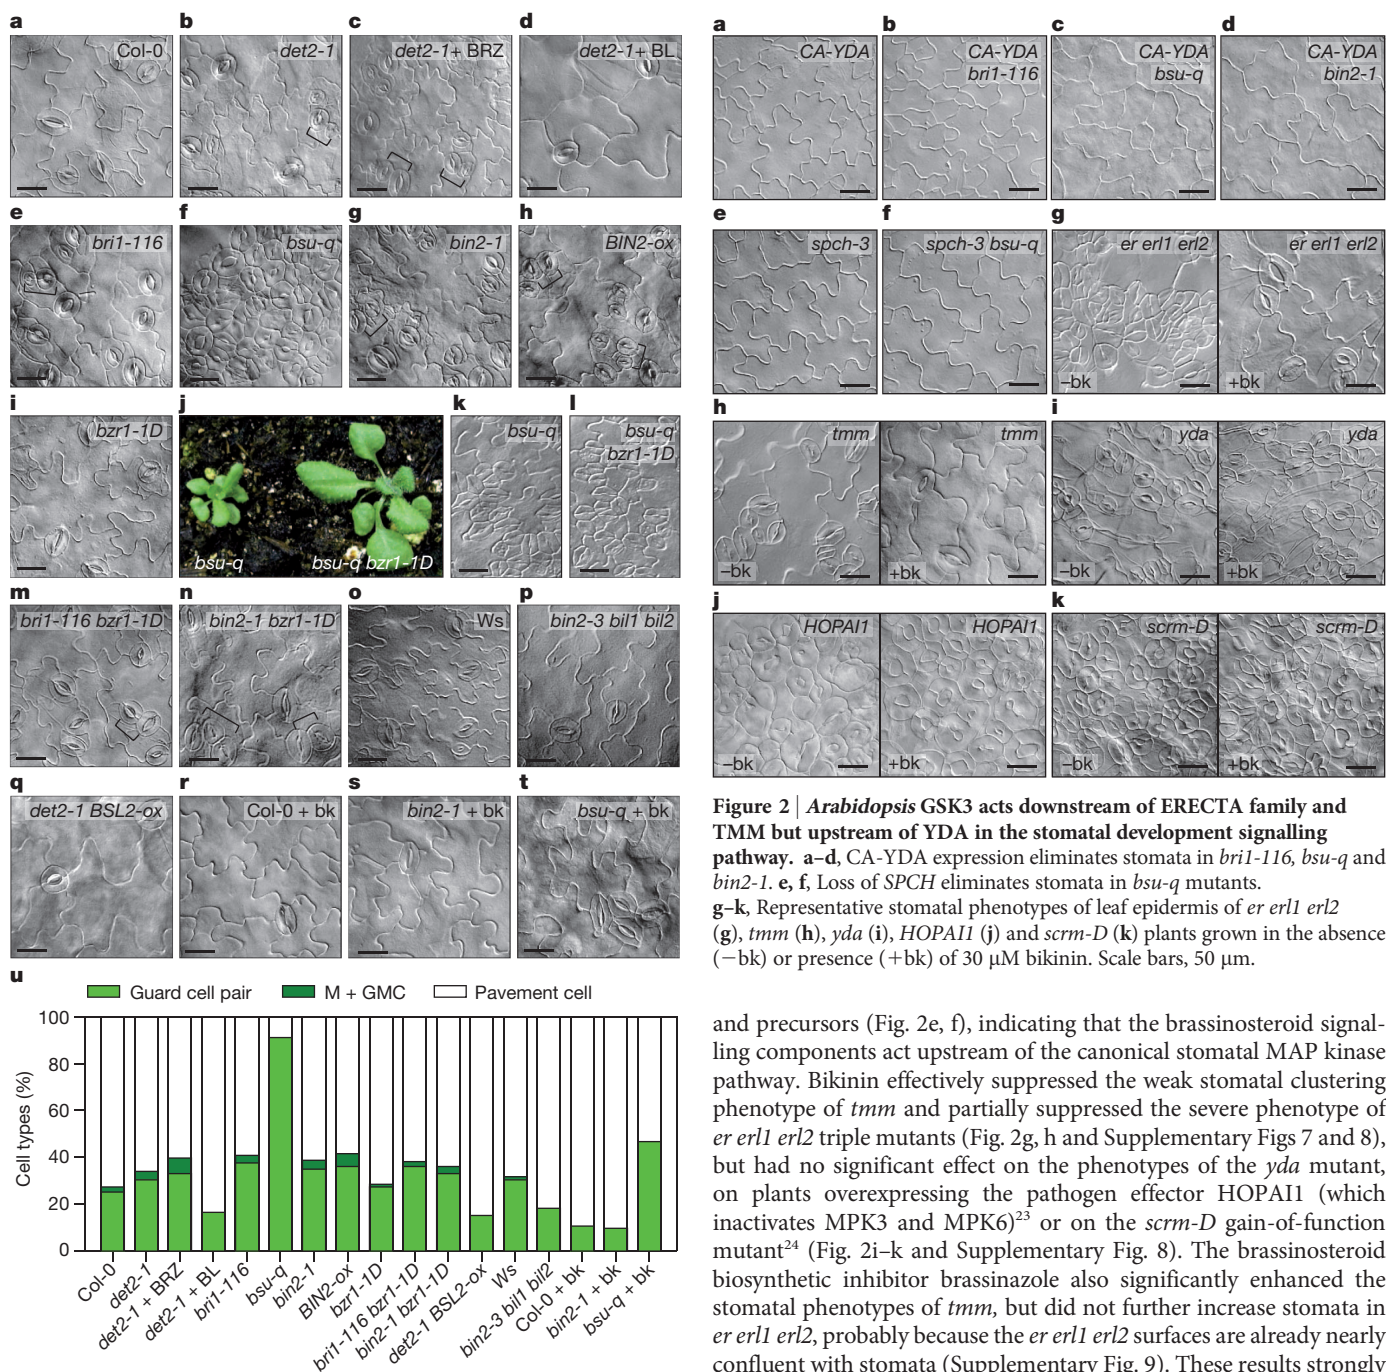 a
b
c
d
Col-0
det2-1
det2-1+ BRZ
det2-1+ BL
e
f
g
h
bri1-116
bsu-q
bin2-1
BIN2-ox
i
j
k
l
bzr1-1D
bsu-q
bsu-q bzr1-1D
bsu-q
bsu-q
bzr1-1D
m
n
o
p
bri1-116 bzr1-1D
bin2-1 bzr1-1D
Ws
bin2-3 bil1 bil2
q
r
s
t
det2-1 BSL2-ox
Col-0 + bk
bin2-1 + bk
bsu-q + bk
u
Guard cell pair
M + GMC
Pavement cell
Cell types (%)
100
80
60
40
20
0
Col-0
det2-1
det2-1 + BRZ
det2-1 + BL
bri1-116
bsu-q
bin2-1
BIN2-ox
bzr1-1D
bri1-116 bzr1-1D
bin2-1 bzr1-1D
det2-1 BSL2-ox
Ws
bin2-3 bil1 bil2
Col-0 + bk
bin2-1 + bk
bsu-q + bk
a
b
c
d
CA-YDA
CA-YDA
bri1-116
CA-YDA
bsu-q
CA-YDA
bin2-1
e
f
g
spch-3
spch-3 bsu-q
er erl1 erl2
–bk
er erl1 erl2
+bk
h
i
tmm
–bk
tmm
+bk
yda
–bk
yda
+bk
j
k
HOPAI1
–bk
HOPAI1
+bk
scrm-D
–bk
scrm-D
+bk
Figure 2 | Arabidopsis GSK3 acts downstream of ERECTA family and
TMM but upstream of YDA in the stomatal development signalling
pathway. a–d, CA-YDA expression eliminates stomata in bri1-116, bsu-q and
bin2-1. e, f, Loss of SPCH eliminates stomata in bsu-q mutants.
g–k, Representative stomatal phenotypes of leaf epidermis of er erl1 erl2
(g), tmm (h), yda (i), HOPAI1 (j) and scrm-D (k) plants grown in the absence
(−bk) or presence (+bk) of 30 μM bikinin. Scale bars, 50 μm.
and precursors (Fig. 2e, f), indicating that the brassinosteroid signal-
ling components act upstream of the canonical stomatal MAP kinase
pathway. Bikinin effectively suppressed the weak stomatal clustering
phenotype of tmm and partially suppressed the severe phenotype of
er erl1 erl2 triple mutants (Fig. 2g, h and Supplementary Figs 7 and 8),
but had no significant effect on the phenotypes of the yda mutant,
on plants overexpressing the pathogen effector HOPAI1 (which
inactivates MPK3 and MPK6)²³ or on the scrm-D gain-of-function
mutant²⁴ (Fig. 2i–k and Supplementary Fig. 8). The brassinosteroid
biosynthetic inhibitor brassinazole also significantly enhanced the
stomatal phenotypes of tmm, but did not further increase stomata in
er erl1 erl2, probably because the er erl1 erl2 surfaces are already nearly
confluent with stomata (Supplementary Fig. 9). These results strongly